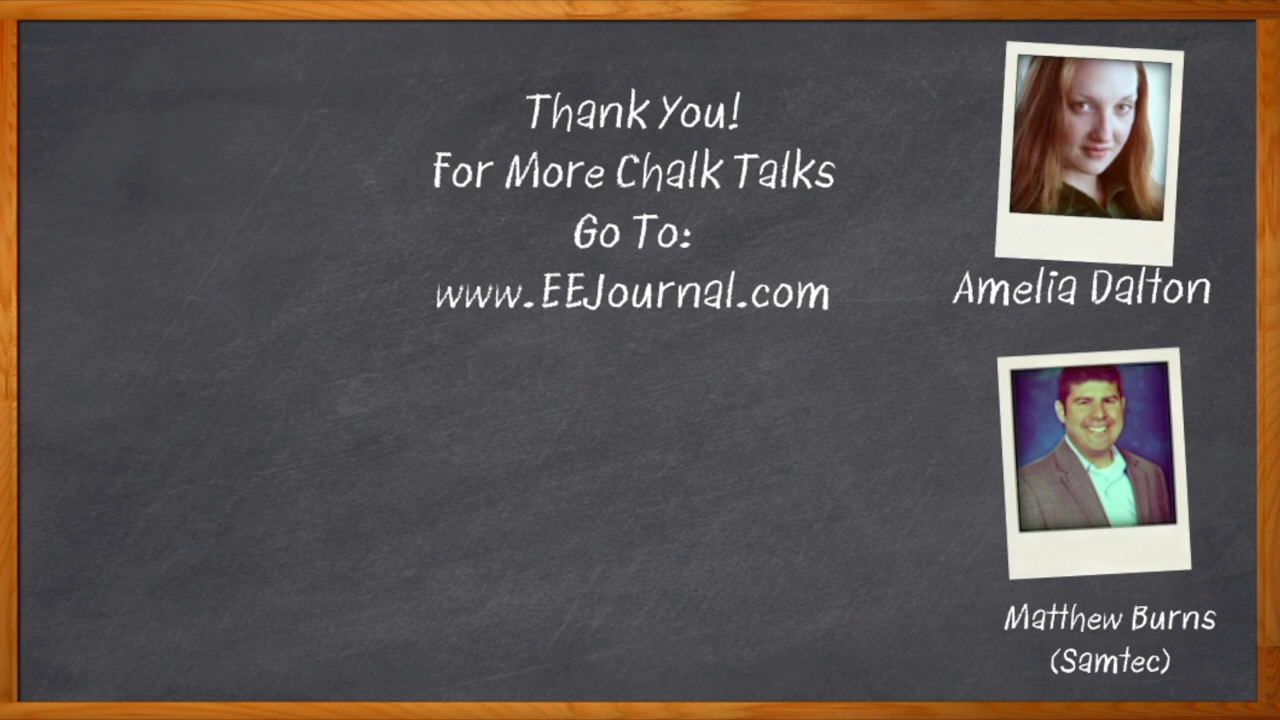 Thank You!
For More Chalk Talks
Go To:
www.EEJournal.com
Amelia Dalton
Matthew Burns
(Samtec)